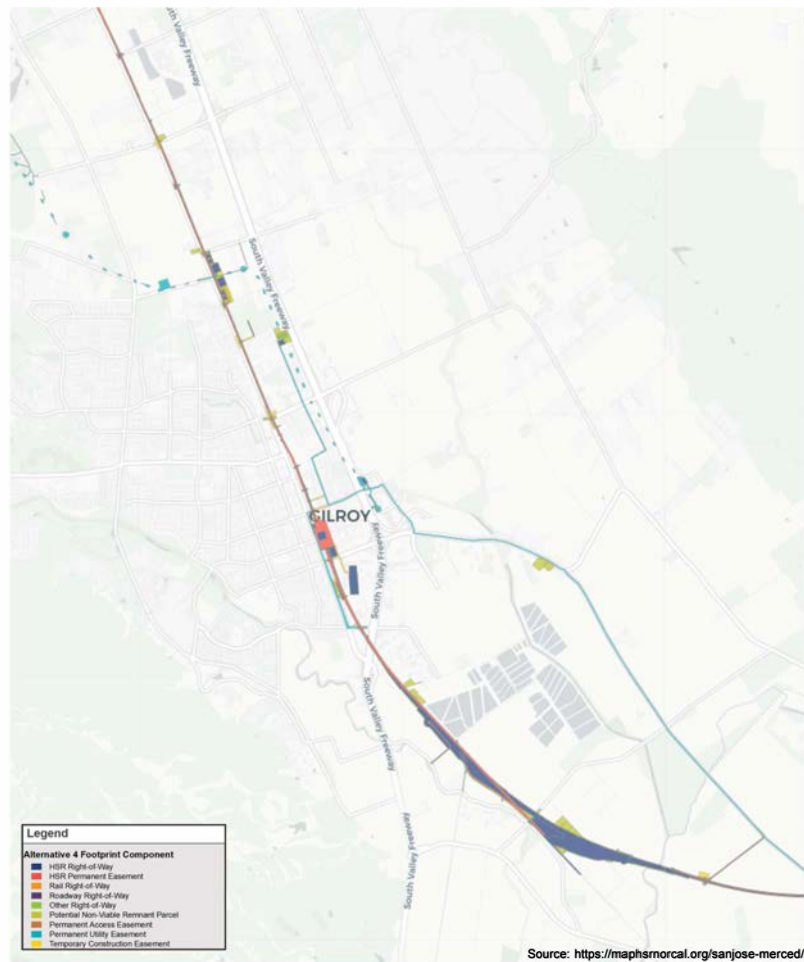 South Valley Freeway
South Valley Freeway
GILROY
South Valley Freeway
South Valley Freeway
South Valley Freeway
Legend
Alternative 4 Footprint Component
HSR Right-of-Way
HSR Permanent Easement
Rail Right-of-Way
Roadway Right-of-Way
Other Right-of-Way
Potential Non-Viable Remnant Parcel
Permanent Access Easement
Permanent Utility Easement
Temporary Construction Easement
Source: https://maphsrnorcal.org/sanjose-merced/